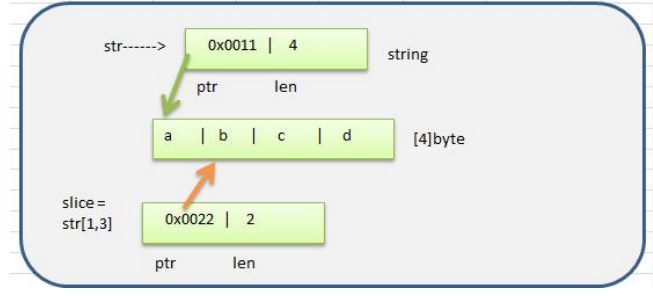 str------> 0x0011 | 4 string
ptr len
a | b | c | d [4]byte
slice =
str[1,3] 0x0022 | 2
ptr len